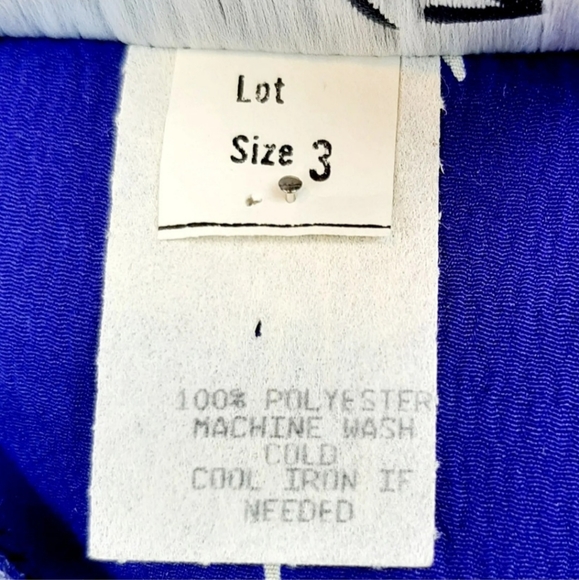 Lot
Size 3
100% POLYESTER
MACHINE WASH
COLD
COOL IRON IF
NEEDED